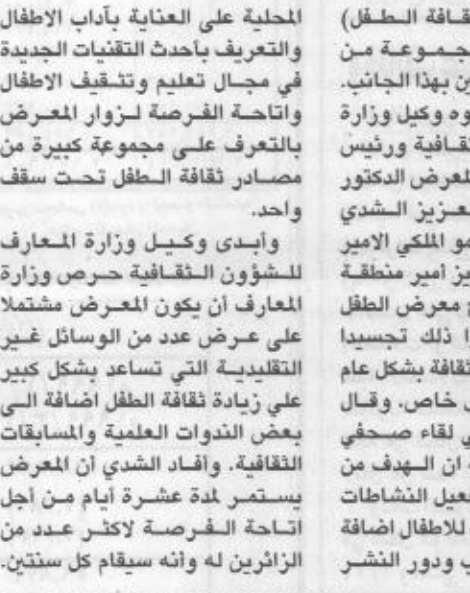 قافة الطفل)
جموعة من
ين بهذا الجانب.
وه وكيل وزارة
ثقافية ورئيس
لمعرض الدكتور
عزيز الشدي
مو الملكي الامير
يز أمير منطقة
ع معرض الطفل
ا ذلك تجسيدا
ثقافة بشكل عام
ل خاص. وقال
ي لقاء صحفي
ة ان الهدف من
عيل النشاطات
للاطفال اضافة
ب ودور النشر
المحلية على العناية بآداب الاطفال
والتعريف بأحدث التقنيات الجديدة
في مجال تعليم وتثقيف الاطفال
واتاحة الفرصة لزوار المعرض
بالتعرف على مجموعة كبيرة من
مصادر ثقافة الطفل تحت سقف
واحد.
وأبدى وكيل وزارة المعارف
للشؤون الثقافية حرص وزارة
المعارف أن يكون المعرض مشتملا
على عرض عدد من الوسائل غير
التقليدية التي تساعد بشكل كبير
علي زيادة ثقافة الطفل اضافة الى
بعض الندوات العلمية والمسابقات
الثقافية. وأفاد الشدي أن المعرض
يستمر لمدة عشرة أيام من أجل
اتاحة الفرصة لاكثر عدد من
الزائرين له وأنه سيقام كل سنتين.